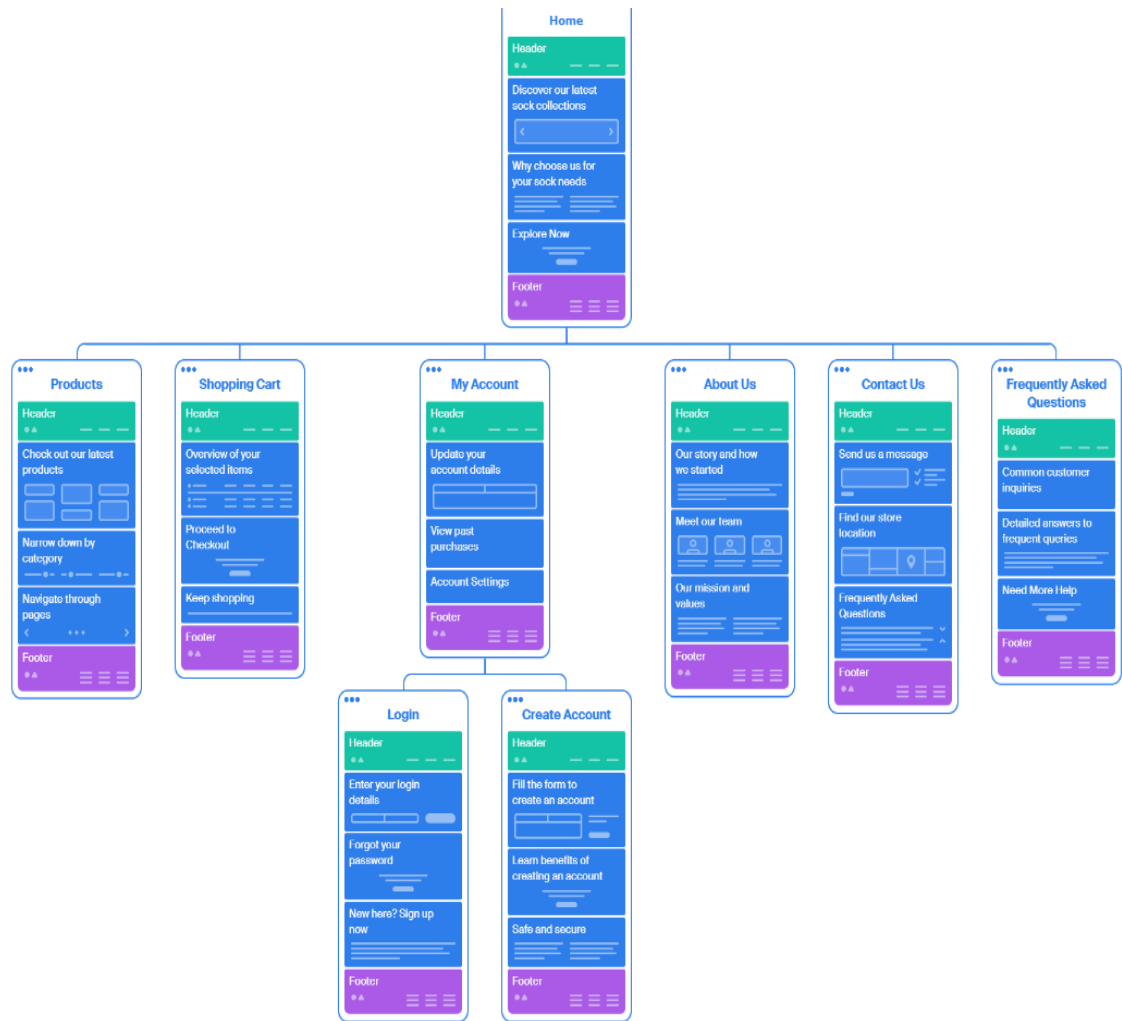 Home
Header
Discover our latest
sock collections
Why choose us for
your sock needs
Explore Now
Footer
Products
Header
Check out our latest
products
Narrow down by
category
Navigate through
pages
Footer
Shopping Cart
Header
Overview of your
selected items
Proceed to
Checkout
Keep shopping
Footer
My Account
Header
Update your
account details
View past
purchases
Account Settings
Footer
About Us
Header
Our story and how
we started
Meet our team
Our mission and
values
Footer
Contact Us
Header
Send us a message
Find our store
location
Frequently Asked
Questions
Footer
Frequently Asked
Questions
Header
Common customer
inquiries
Detailed answers to
frequent queries
Need More Help
Footer
Login
Header
Enter your login
details
Forgot your
password
New here? Sign up
now
Footer
Create Account
Header
Fill the form to
create an account
Learn benefits of
creating an account
Safe and secure
Footer